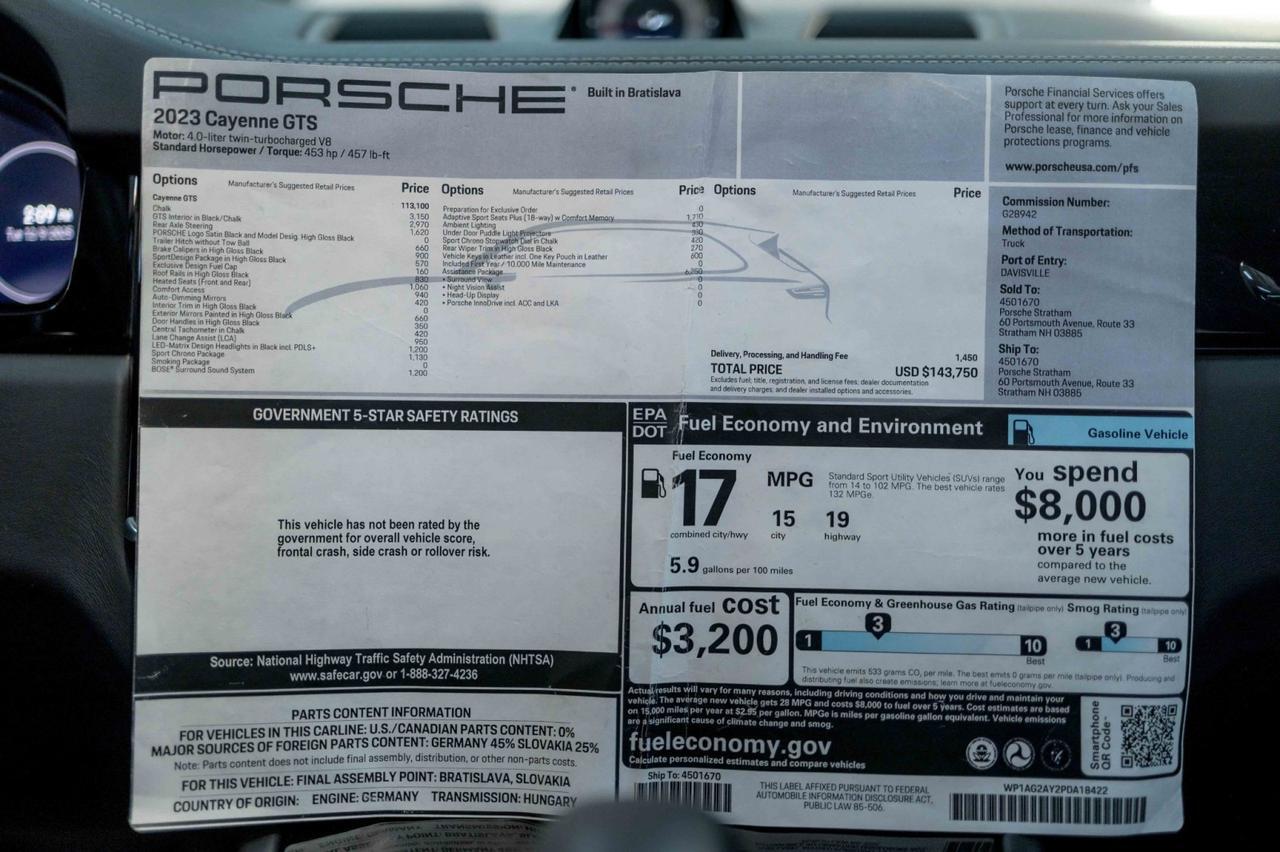 PORSCHE®
Built in Bratislava
2023 Cayenne GTS
Motor: 4.0-liter twin-turbocharged V8
Standard Horsepower / Torque: 453 hp / 457 lb-ft
Porsche Financial Services offers
support at every turn. Ask your Sales
Professional for more information on
Porsche lease, finance and vehicle
protections programs.
www.porscheusa.com/pfs
Options Manufacturer's Suggested Retail Prices Price
Cayenne GTS 113,100
Chalk 3,150
GTS Interior in Black/Chalk 2,970
Rear Axle Steering 1,620
PORSCHE Logo Satin Black and Model Desig. High Gloss Black 0
Trailer Hitch without Tow Ball 660
Brake Calipers in High Gloss Black 900
SportDesign Package in High Gloss Black 570
Exclusive Design Fuel Cap 160
Roof Rails in High Gloss Black 830
Heated Seats (Front and Rear) 1,060
Comfort Access 940
Auto-Dimming Mirrors 420
Interior Trim in High Gloss Black 0
Exterior Mirrors Painted in High Gloss Black 660
Door Handles in High Gloss Black 350
Central Tachometer in Chalk 420
Lane Change Assist (LCA) 950
LED-Matrix Design Headlights in Black incl. PDLS+ 1,200
Sport Chrono Package 1,130
Smoking Package 0
BOSE® Surround Sound System 1,200
Options Manufacturer's Suggested Retail Prices Price
Preparation for Exclusive Order 0
Adaptive Sport Seats Plus (18-way) w Comfort Memory 1,710
Ambient Lighting 430
Under Door Puddle Light Projectors
Sport Chrono Stopwatch Dial in Chalk 420
Rear Wiper Trim in High Gloss Black 270
Vehicle Keys in Leather incl. One Key Pouch in Leather 600
Included First Year / 10,000 Mile Maintenance 0
Assistance Package 6,250
• Surround View 0
• Night Vision Assist 0
• Head-Up Display 0
• Porsche InnoDrive incl. ACC and LKA 0
Options Manufacturer's Suggested Retail Prices Price
Delivery, Processing, and Handling Fee 1,450
TOTAL PRICE USD $143,750
Excludes fuel; title, registration, and license fees; dealer documentation
and delivery charges; and dealer installed options and accessories.
Commission Number:
G28942
Method of Transportation:
Truck
Port of Entry:
DAVISVILLE
Sold To:
4501670
Porsche Stratham
60 Portsmouth Avenue, Route 33
Stratham NH 03885
Ship To:
4501670
Porsche Stratham
60 Portsmouth Avenue, Route 33
Stratham NH 03885
GOVERNMENT 5-STAR SAFETY RATINGS
This vehicle has not been rated by the
government for overall vehicle score,
frontal crash, side crash or rollover risk.
Source: National Highway Traffic Safety Administration (NHTSA)
www.safecar.gov or 1-888-327-4236
PARTS CONTENT INFORMATION
FOR VEHICLES IN THIS CARLINE: U.S./CANADIAN PARTS CONTENT: 0%
MAJOR SOURCES OF FOREIGN PARTS CONTENT: GERMANY 45% SLOVAKIA 25%
Note: Parts content does not include final assembly, distribution, or other non-parts costs.
FOR THIS VEHICLE: FINAL ASSEMBLY POINT: BRATISLAVA, SLOVAKIA
COUNTRY OF ORIGIN: ENGINE: GERMANY TRANSMISSION: HUNGARY
EPA
DOT
Fuel Economy and Environment
Gasoline Vehicle
Fuel Economy
17 MPG
Standard Sport Utility Vehicles (SUVs) range
from 14 to 102 MPG. The best vehicle rates
132 MPGe.
15 19
combined city/hwy city highway
5.9 gallons per 100 miles
You spend
$8,000
more in fuel costs
over 5 years
compared to the
average new vehicle.
Annual fuel cost
$3,200
Fuel Economy & Greenhouse Gas Rating (tailpipe only)
3
1 10
Best
Smog Rating (tailpipe only)
3
1 10
Best
This vehicle emits 533 grams CO₂ per mile. The best emits 0 grams per mile (tailpipe only). Producing and
distributing fuel also create emissions; learn more at fueleconomy.gov.
Actual results will vary for many reasons, including driving conditions and how you drive and maintain your
vehicle. The average new vehicle gets 28 MPG and costs $8,000 to fuel over 5 years. Cost estimates are based
on 15,000 miles per year at $2.95 per gallon. MPGe is miles per gasoline gallon equivalent. Vehicle emissions
are a significant cause of climate change and smog.
fueleconomy.gov
Calculate personalized estimates and compare vehicles
Smartphone
QR Code™
Ship To: 4501670
THIS LABEL AFFIXED PURSUANT TO FEDERAL
AUTOMOBILE INFORMATION DISCLOSURE ACT,
PUBLIC LAW 85-506.
WP1AG2AY2PDA18422